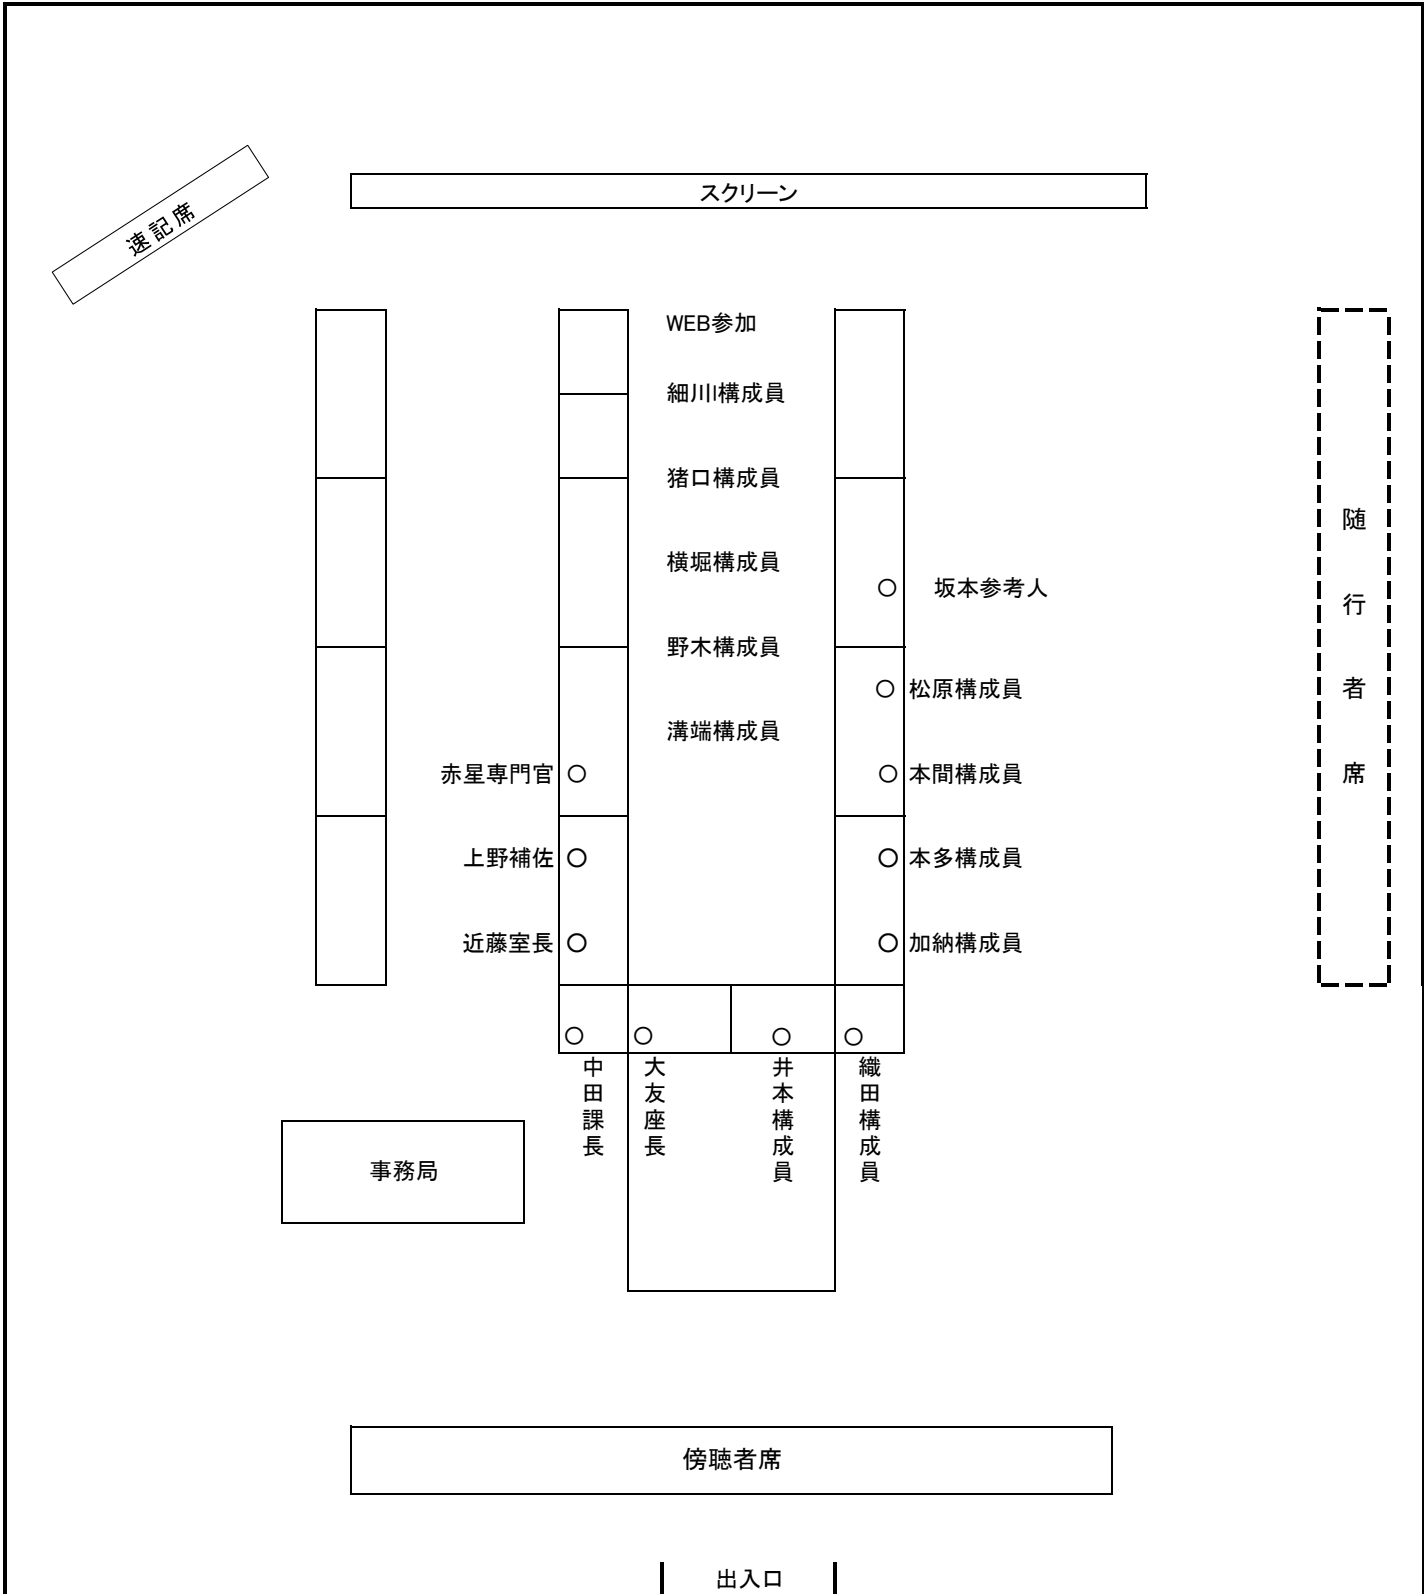 スクリーン
速記席
WEB参加
細川構成員
猪口構成員
横堀構成員
野木構成員
溝端構成員
坂本参考人
松原構成員
本間構成員
本多構成員
加納構成員
赤星専門官
上野補佐
近藤室長
中田課長
大友座長
井本構成員
織田構成員
随行者席
事務局
傍聴者席
出入口